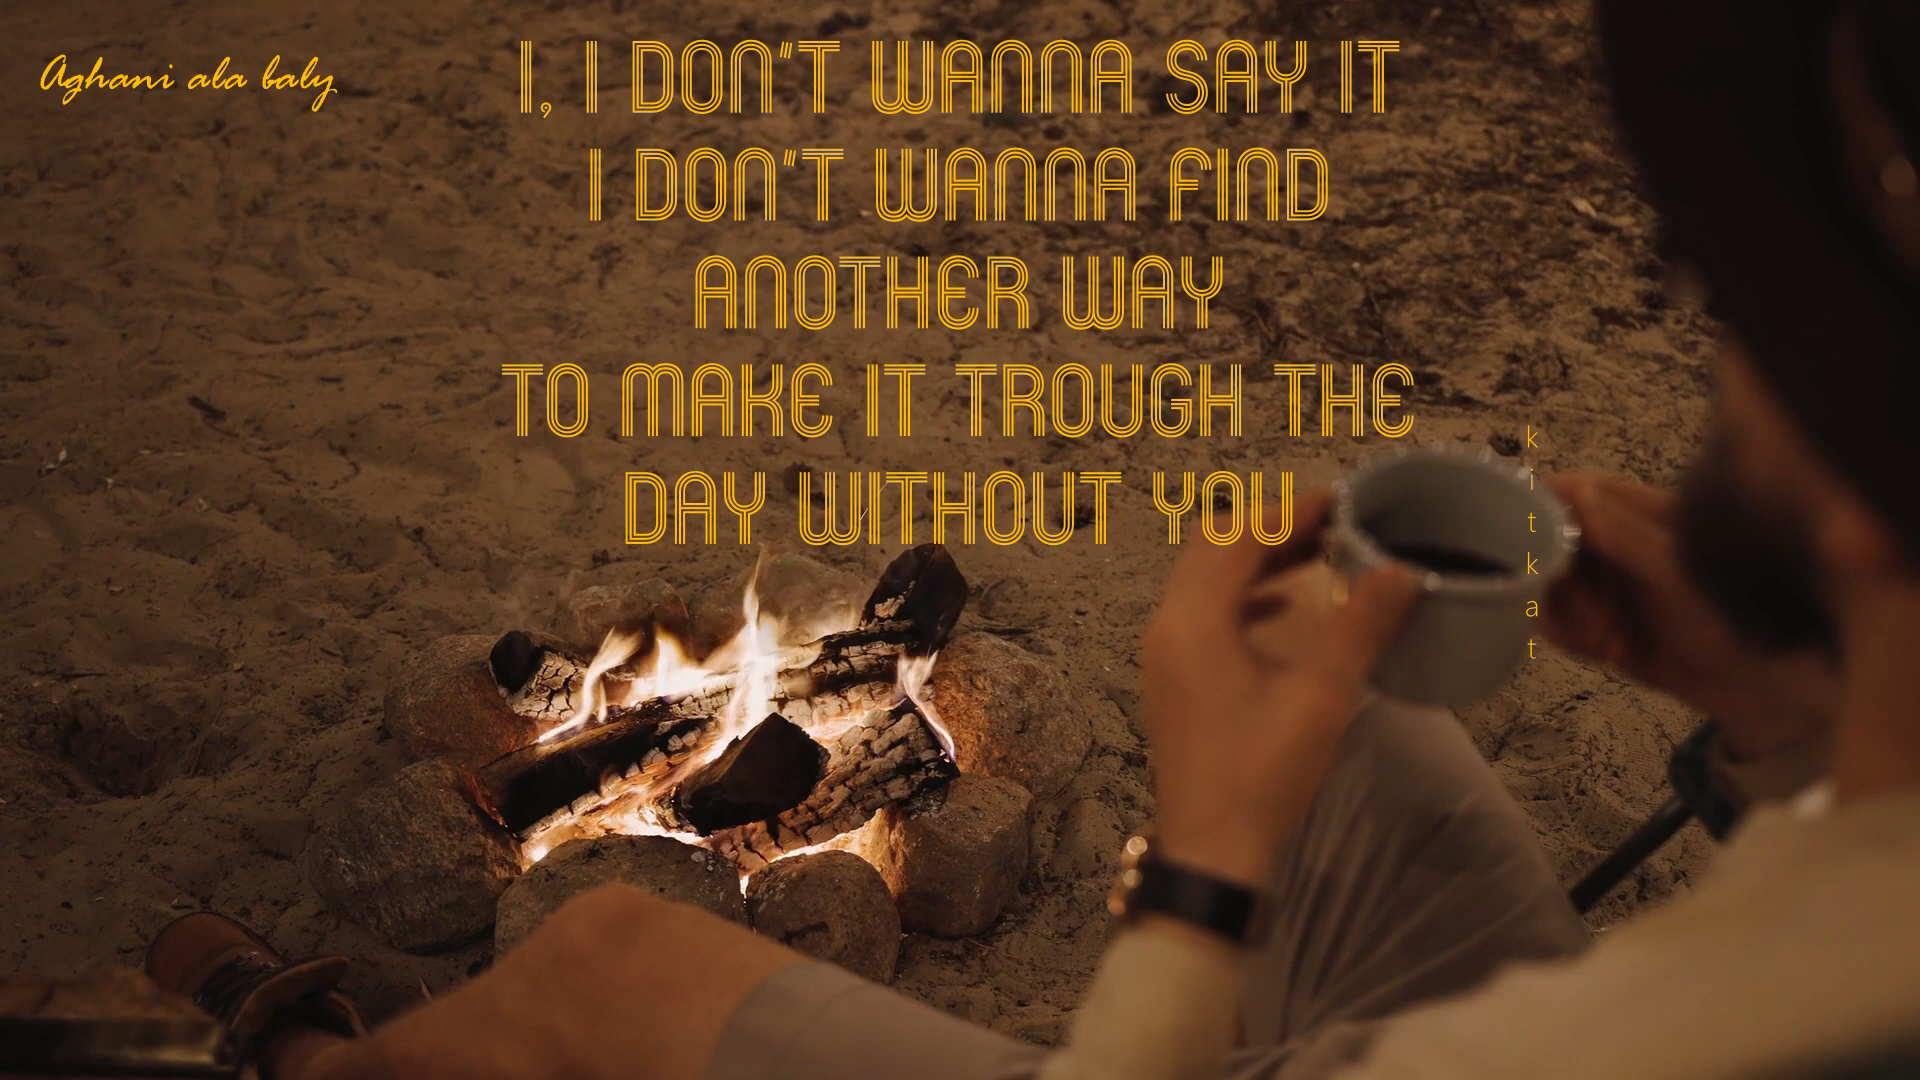 Aghani ala baly
I, I DON"T WANNA SAY IT
I DON"T WANNA FIND
ANOTHER WAY
TO MAKE IT TROUGH THE
DAY WITHOUT YOU
kitkat